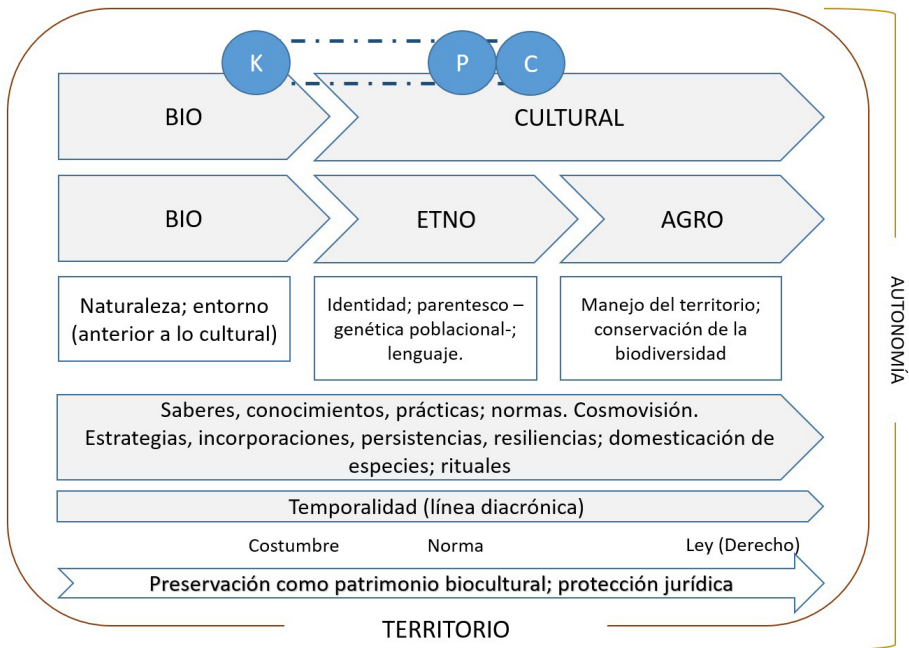 K
P
C
BIO
CULTURAL
BIO
ETNO
AGRO
Naturaleza; entorno
(anterior a lo cultural)
Identidad; parentesco –
genética poblacional-;
lenguaje.
Manejo del territorio;
conservación de la
biodiversidad
Saberes, conocimientos, prácticas; normas. Cosmovisión.
Estrategias, incorporaciones, persistencias, resiliencias; domesticación de
especies; rituales
Temporalidad (línea diacrónica)
Costumbre
Norma
Ley (Derecho)
Preservación como patrimonio biocultural; protección jurídica
TERRITORIO
AUTONOMÍA